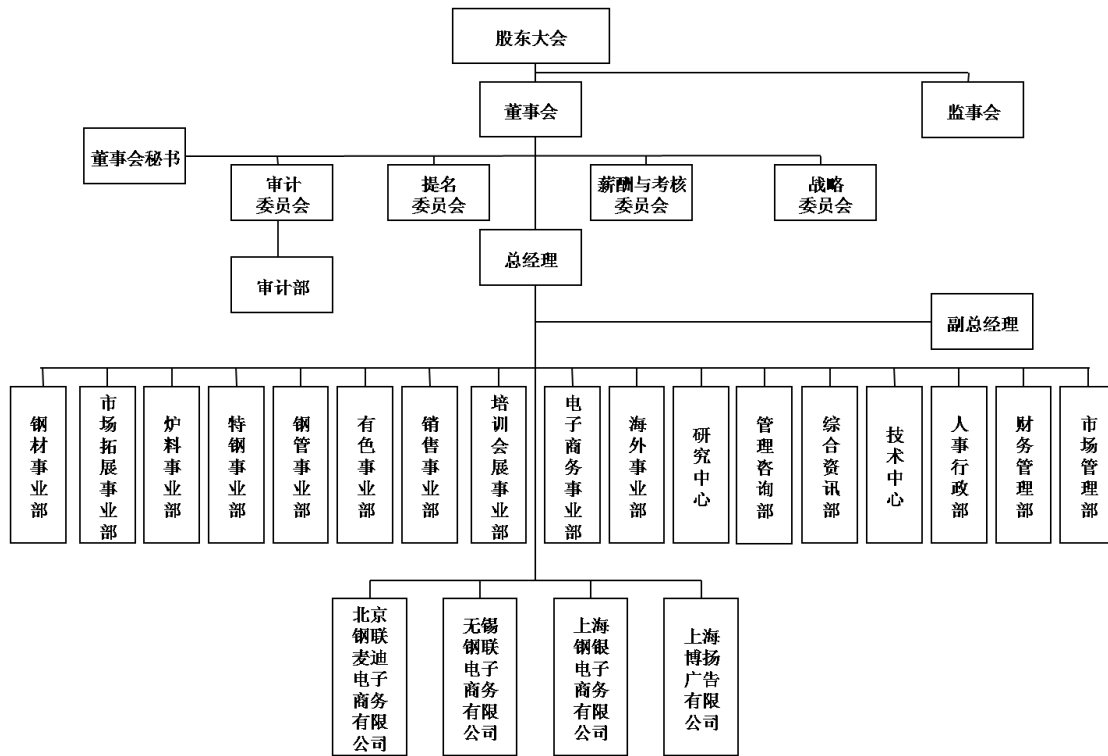 股东大会
董事会
监事会
董事会秘书
审计
委员会
提名
委员会
薪酬与考核
委员会
战略
委员会
总经理
审计部
副总经理
钢材事业部
市场拓展事业部
炉料事业部
特钢事业部
钢管事业部
有色事业部
销售事业部
培训会展事业部
电子商务事业部
海外事业部
研究中心
管理咨询部
综合资讯部
技术中心
人事行政部
财务管理部
市场管理部
北京
钢联
麦迪
电子
商务
有限
公司
无锡
钢联
电子
商务
有限
公司
上海
钢银
电子
商务
有限
公司
上海
博扬
广告
有限
公司